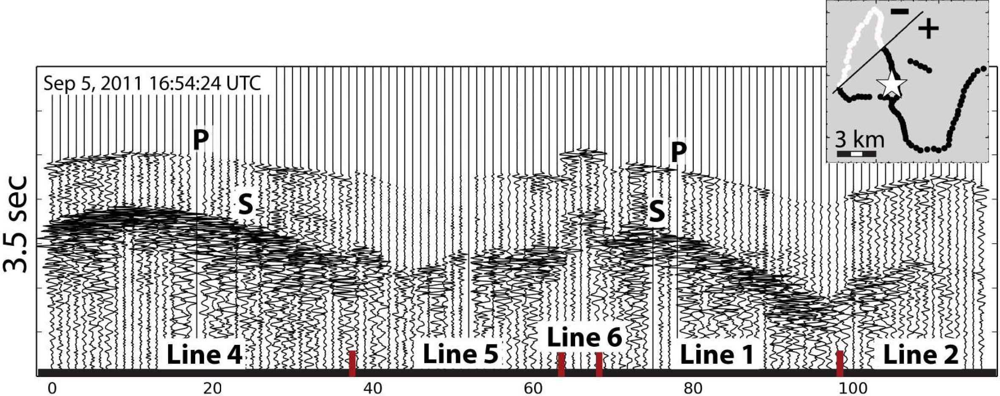 −
+
3 km
Sep 5, 2011 16:54:24 UTC
P
P
S
S
3.5 sec
Line 6
Line 4
Line 5
Line 1
Line 2
0 20 40 60 80 100